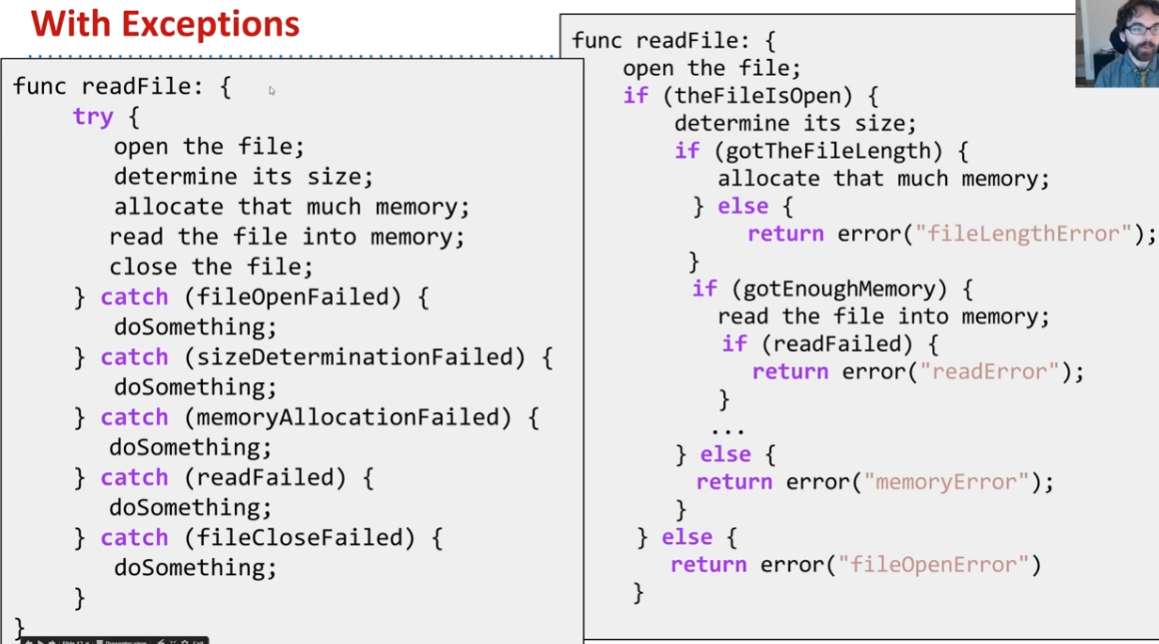 With Exceptions
func readFile: {
try {
open the file;
determine its size;
allocate that much memory;
read the file into memory;
close the file;
} catch (fileOpenFailed) {
doSomething;
} catch (sizeDeterminationFailed) {
doSomething;
} catch (memoryAllocationFailed) {
doSomething;
} catch (readFailed) {
doSomething;
} catch (fileCloseFailed) {
doSomething;
}
}
func readFile: {
open the file;
if (theFileIsOpen) {
determine its size;
if (gotTheFileLength) {
allocate that much memory;
} else {
return error("fileLengthError");
}
if (gotEnoughMemory) {
read the file into memory;
if (readFailed) {
return error("readError");
}
...
} else {
return error("memoryError");
}
} else {
return error("fileOpenError")
}